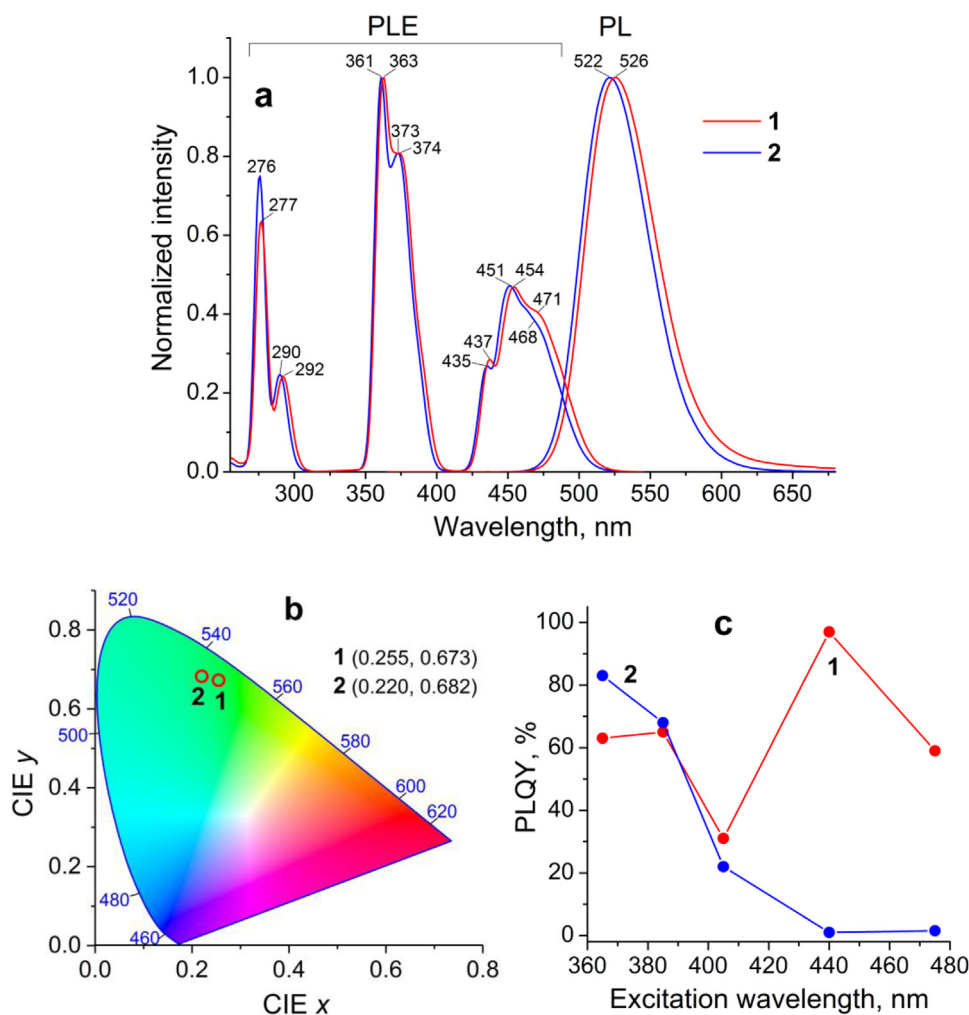 PLE PL
361 363 522 526
a
1.0
373
374
1
2
0.8
276
277
0.6
451 454
471
437
468
435
0.4
290
292
0.2
0.0
Normalized intensity
300 350 400 450 500 550 600 650
Wavelength, nm
b
520
540
560
580
600
620
500
480
460
1 (0.255, 0.673)
2 (0.220, 0.682)
2 1
0.8
0.6
0.4
0.2
0.0
CIE y
0.0 0.2 0.4 0.6 0.8
CIE x
c
2
1
100
80
60
40
20
0
PLQY, %
360 380 400 420 440 460 480
Excitation wavelength, nm